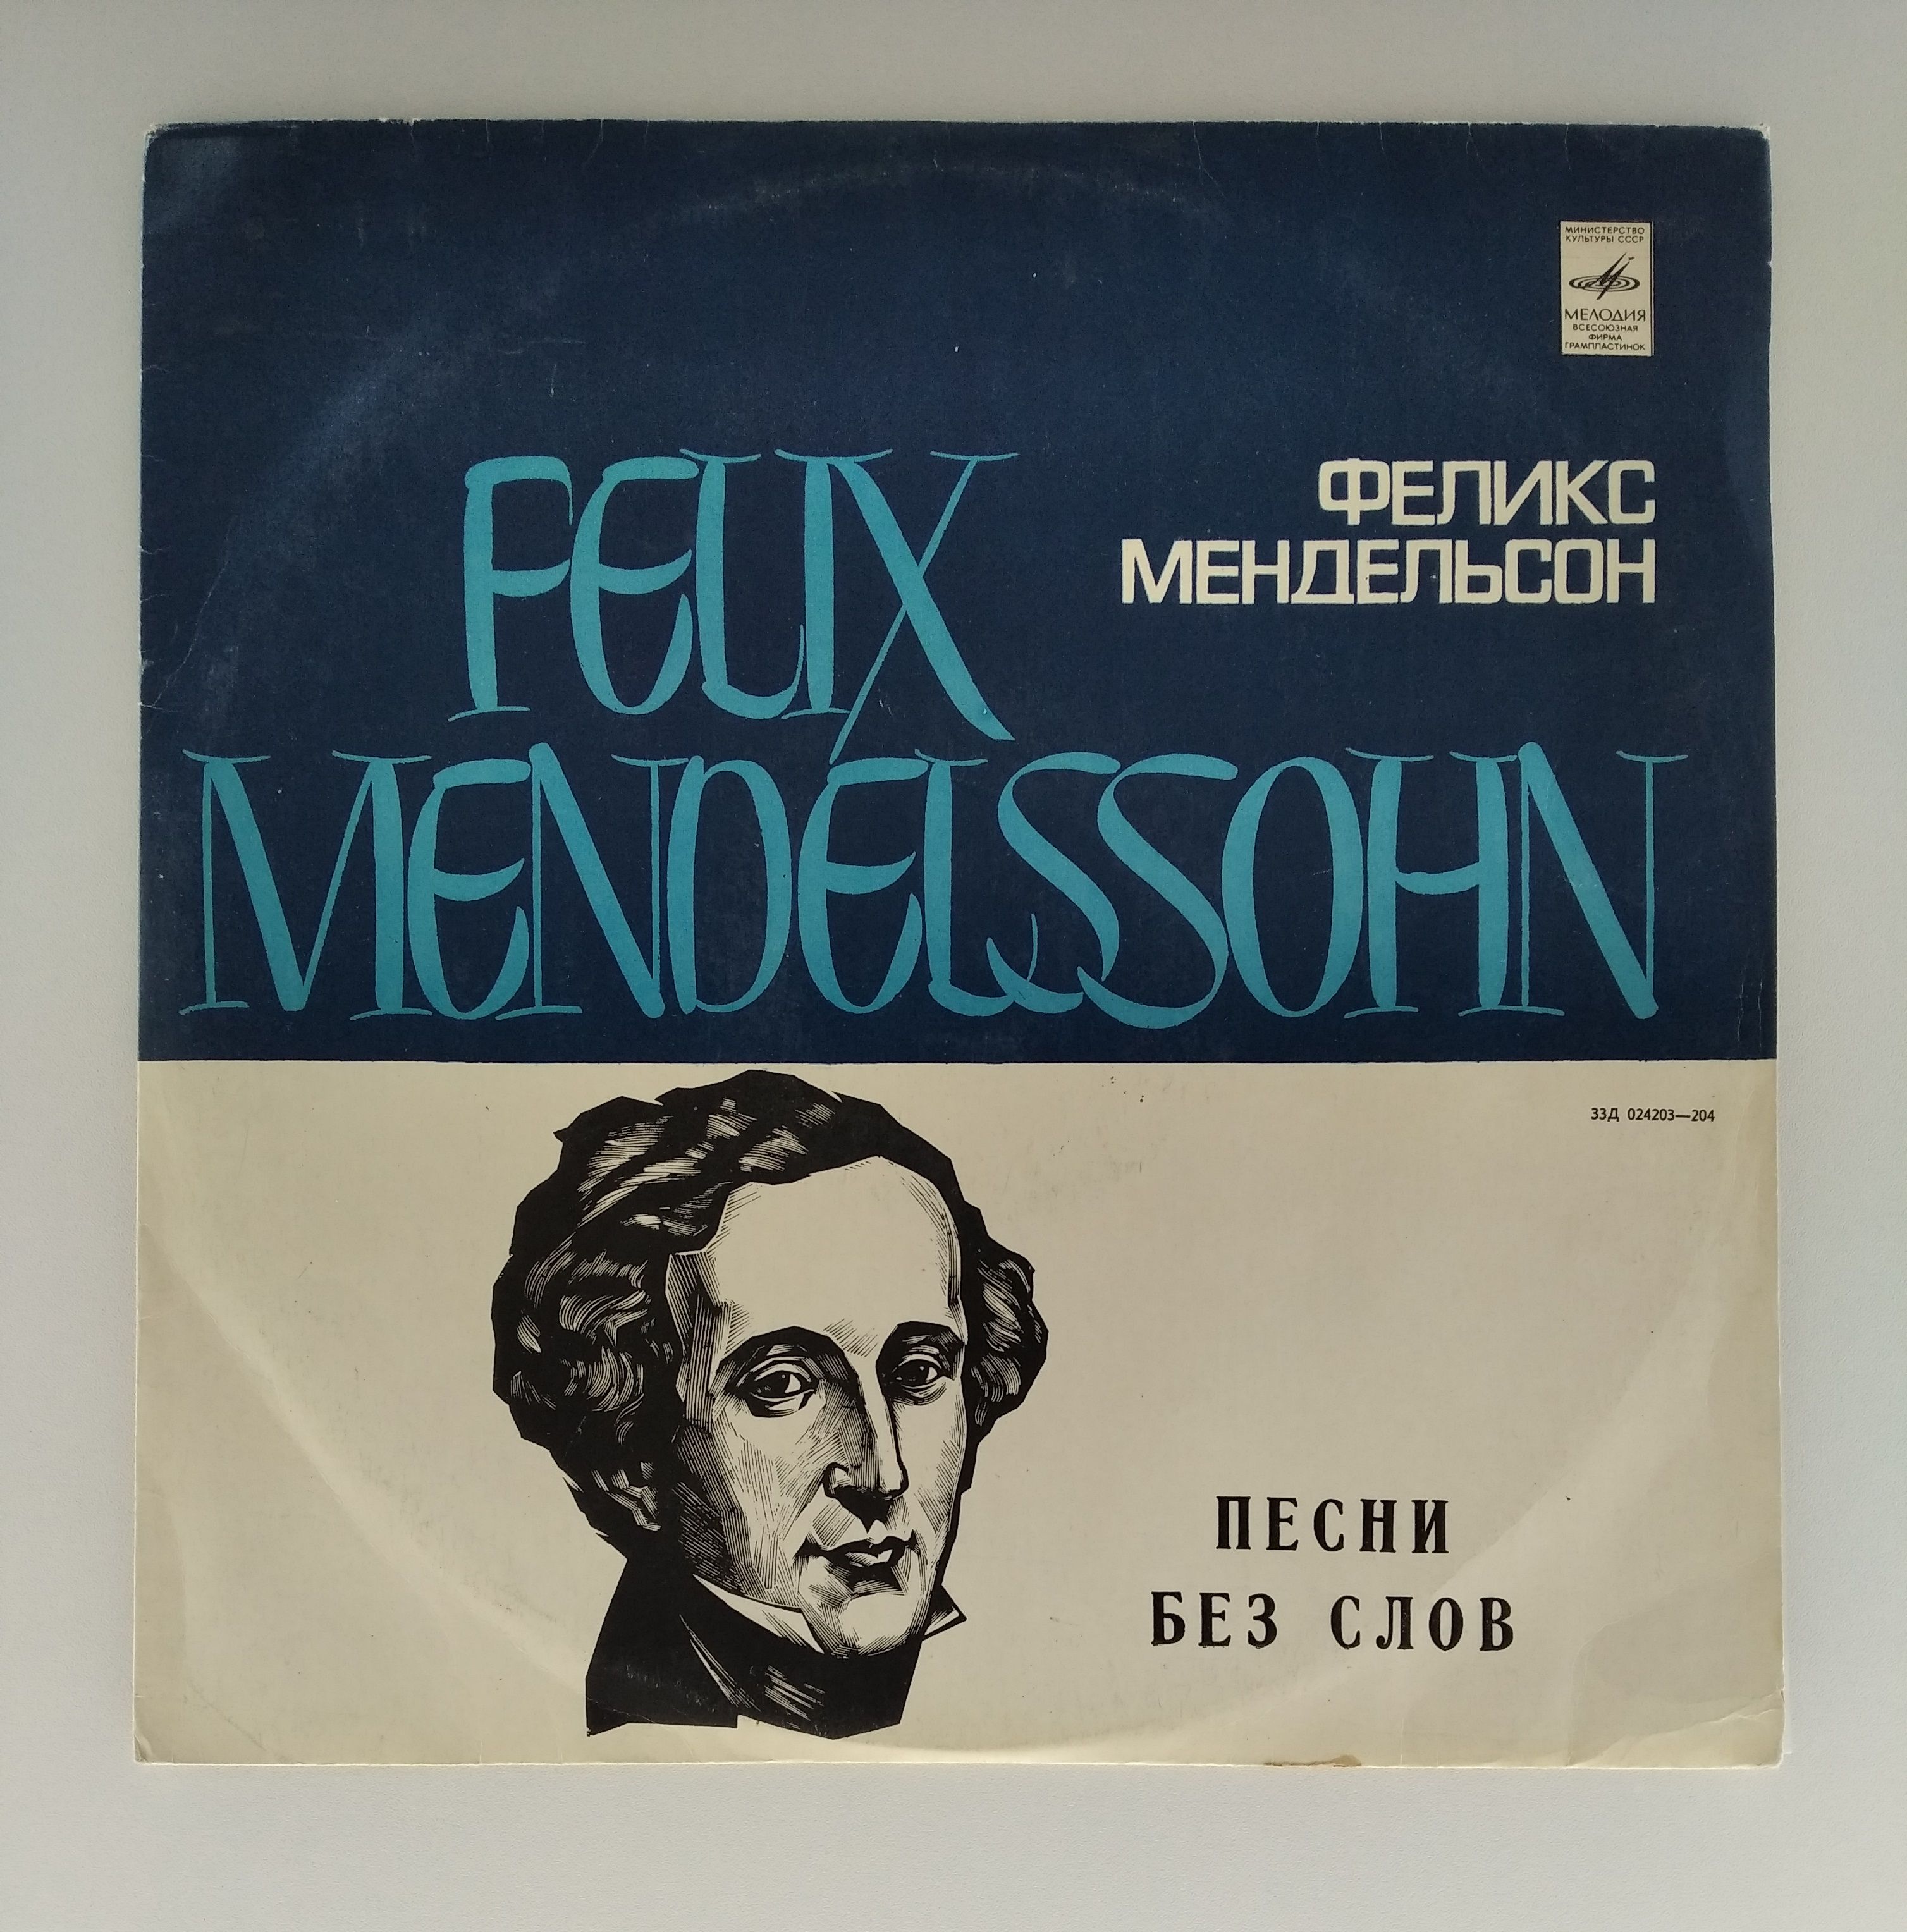 МИНИСТЕРСТВО
КУЛЬТУРЫ СССР
МЕЛОДИЯ
ВСЕСОЮЗНАЯ
ФИРМА
ГРАМПЛАСТИНОК
FELIX
ФЕЛИКС
МЕНДЕЛЬСОН
MENDELSSOHN
33Д 024203—204
ПЕСНИ
БЕЗ СЛОВ